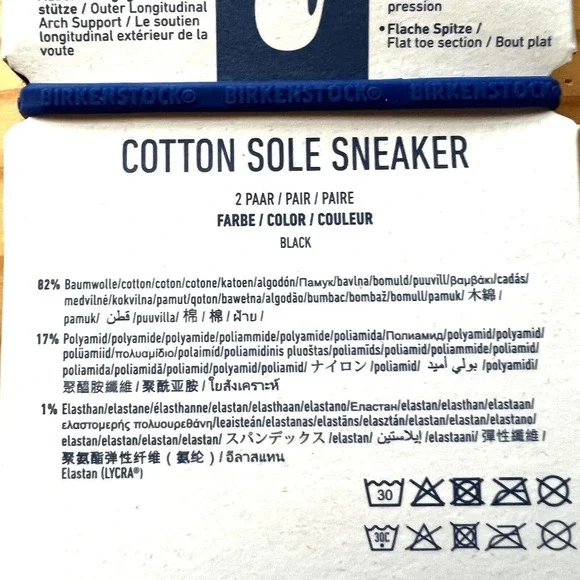 stütze / Outer Longitudinal
Arch Support / Le soutien
longitudinal extérieur de la
voute
pression
• Flache Spitze /
Flat toe section / Bout plat
BIRKENSTOCK® BIRKENSTOCK® BIRKENSTOCK®
COTTON SOLE SNEAKER
2 PAAR / PAIR / PAIRE
FARBE / COLOR / COULEUR
BLACK
82% Baumwolle/cotton/coton/cotone/katoen/algodón/Памук/bavlna/bomuld/puuvill/βαμβάκι/cadás/
medvilné/kokvilna/pamut/qoton/bawełna/algodão/bumbac/bombaž/bomull/pamuk/ 木綿 /
pamuk/ قطن /puuvilla/ 棉 / 棉 / ฝ้าย /
17% Polyamid/polyamide/polyamide/poliammide/polyamide/poliamida/Полиамид/polyamid/polyamid/
polüamiid/πολυαμίδιο/polaimíd/poliamidinis pluoštas/poliamīds/poliamid/poliammide/poliamid/
poliamida/poliamidă/poliamid/polyamid/poliamid/ ナイロン /poliamid/ بولي أميد /polyamidi/
聚醯胺纖維 / 聚酰亚胺 / ใยสังเคราะห์
1% Elasthan/elastane/élasthanne/elastan/elasthaan/elastano/Еластан/elastan/elasthan/elastaan/
ελαστομερής πολυουρεθάνη/leaisteán/elastanas/elastāns/elasztán/elastan/elastan/elastano/
elastan/elastan/elastan/elastan/ スパンデックス /elastan/ إيلاستين /elastaani/ 彈性纖維 /
聚氨酯弹性纤维（氨纶）/ อีลาสแทน
Elastan (LYCRA®)
30
30C